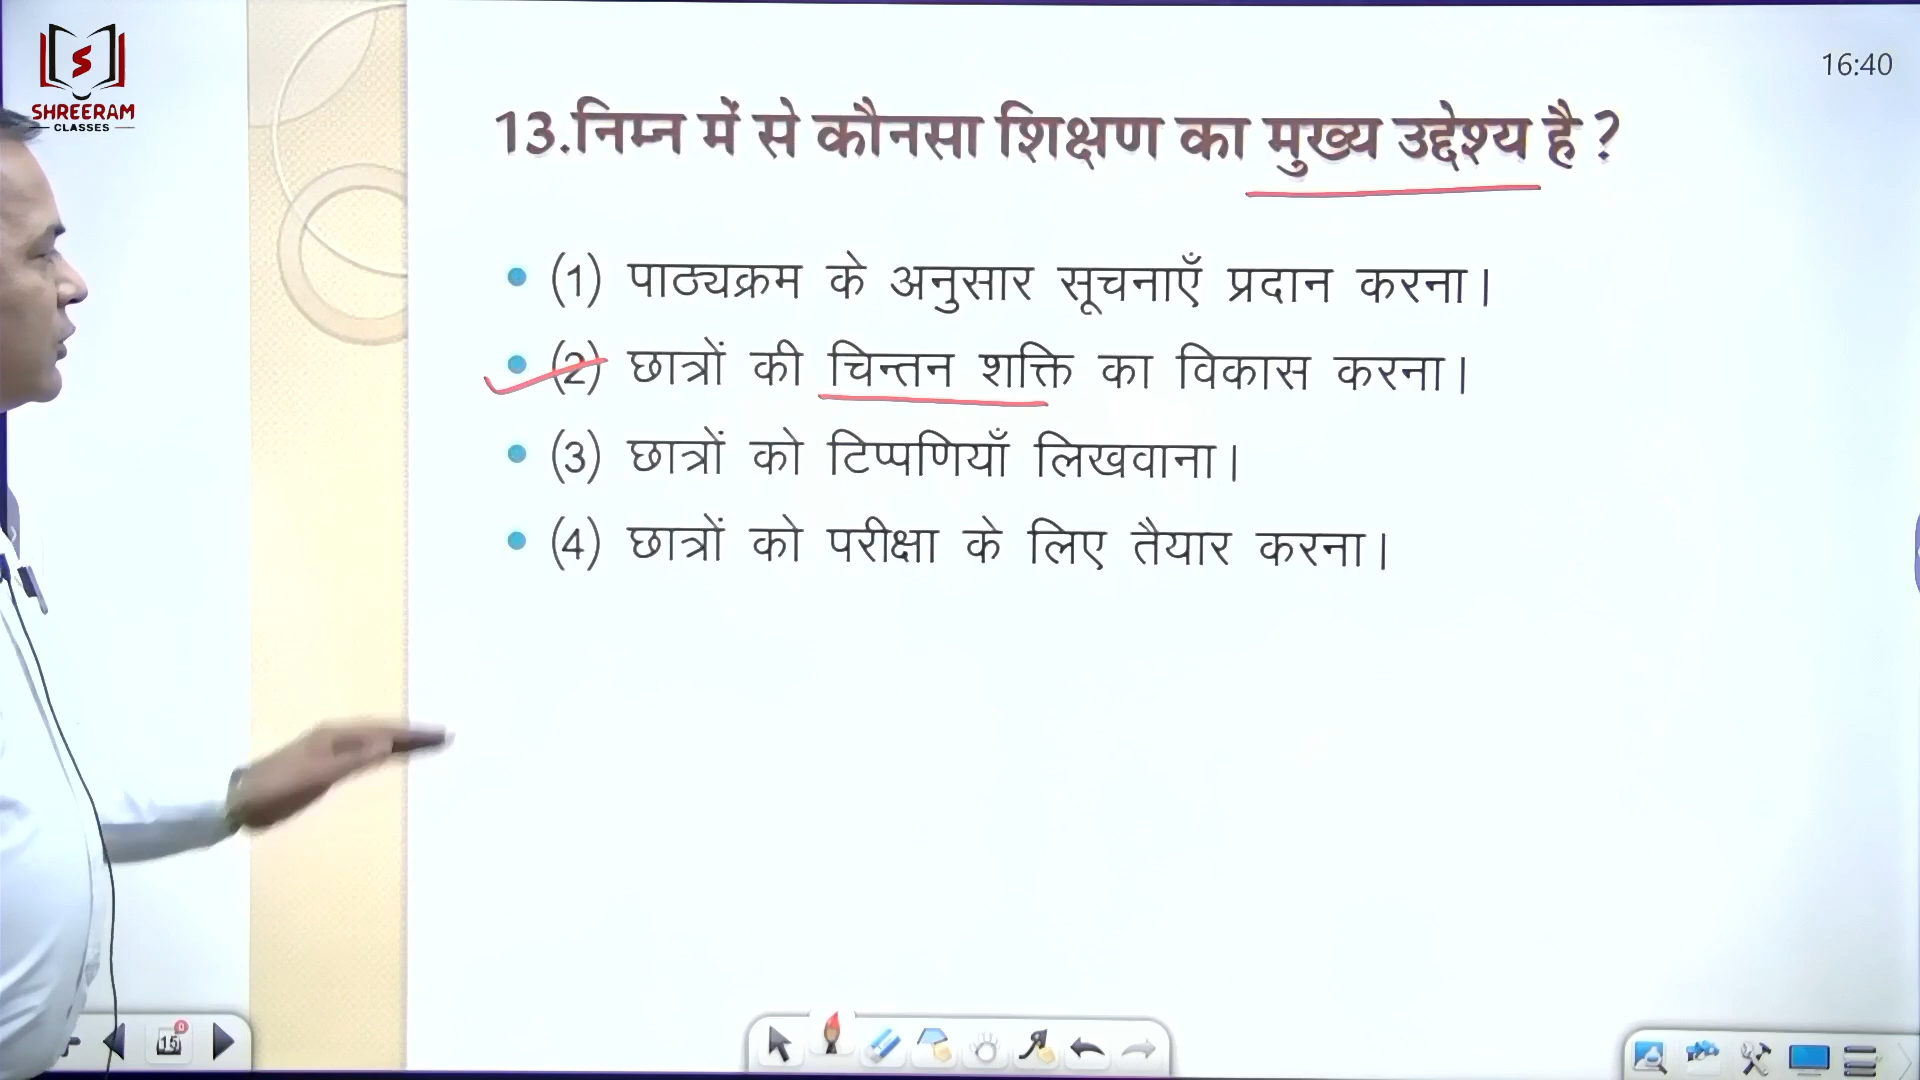 S
SHREERAM
CLASSES
16:40
13.निम्न में से कौनसा शिक्षण का मुख्य उद्देश्य है ?
• (1) पाठ्यक्रम के अनुसार सूचनाएँ प्रदान करना।
• (2) छात्रों की चिन्तन शक्ति का विकास करना।
• (3) छात्रों को टिप्पणियाँ लिखवाना।
• (4) छात्रों को परीक्षा के लिए तैयार करना।
15
0